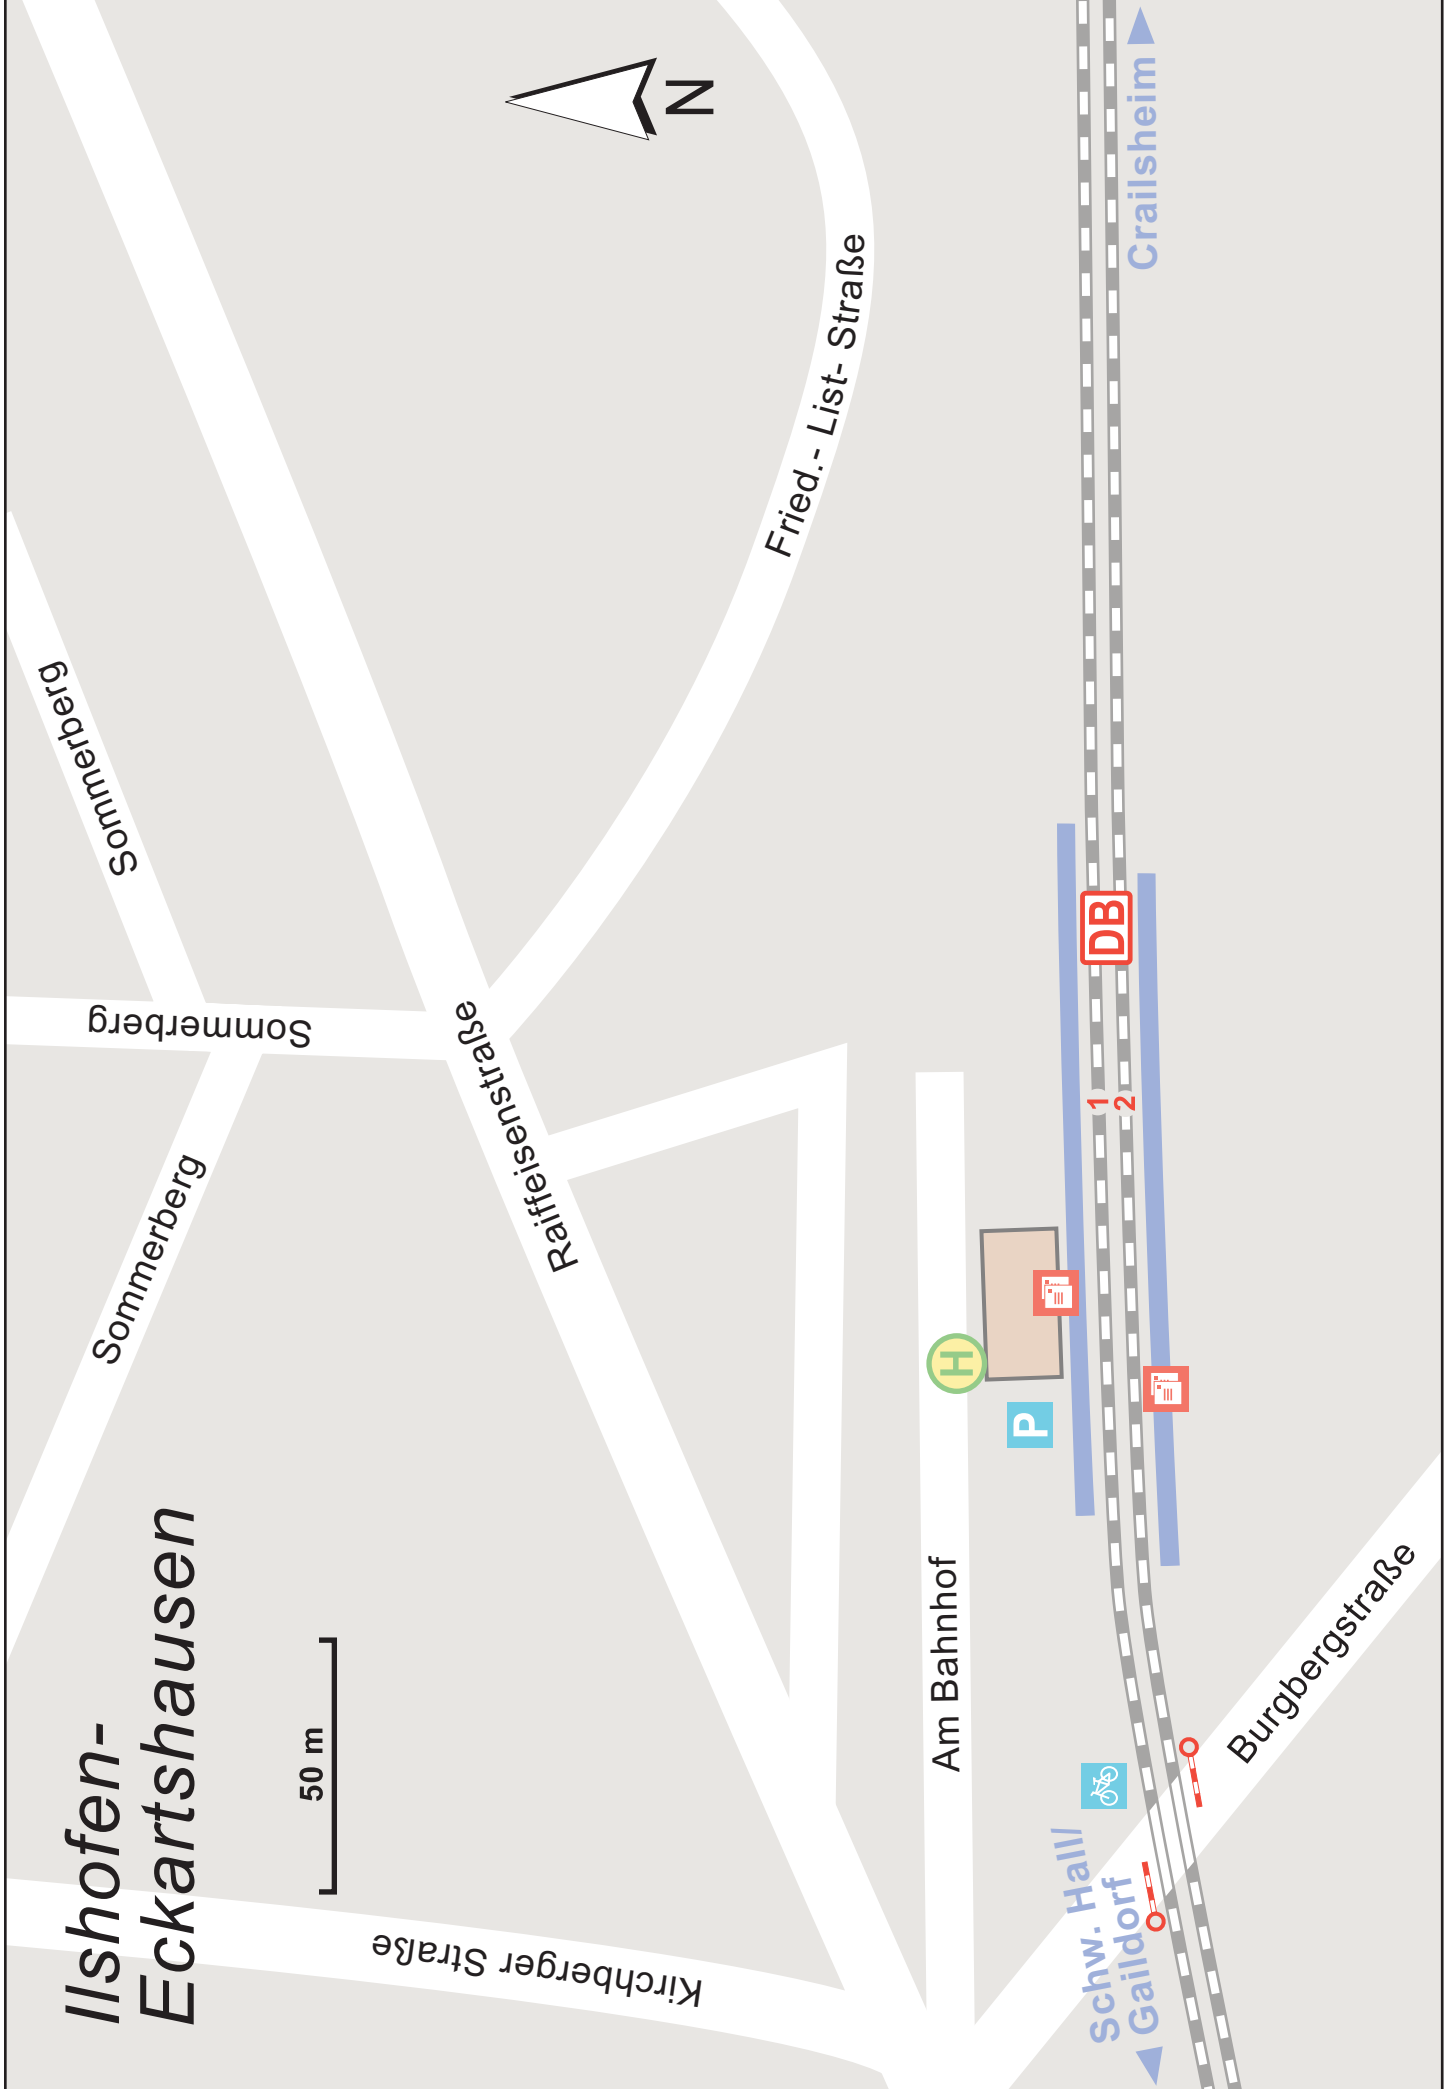 Ilshofen-
Eckartshausen
50 m
N
Sommerberg
Sommerberg
Sommerberg
Raiffeisenstraße
Fried.- List- Straße
Kirchberger Straße
Am Bahnhof
H
P
DB
1
2
Schw. Hall/
Gaildorf
Crailsheim
Burgbergstraße